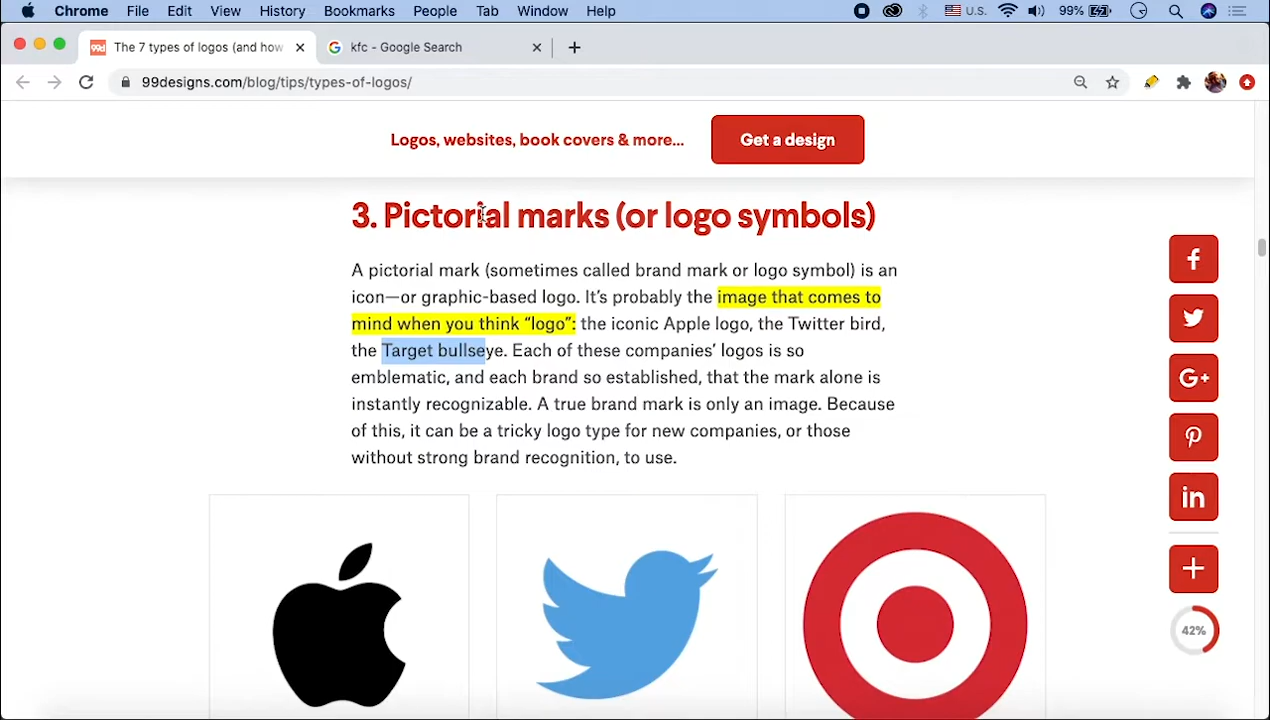 Chrome File Edit View History Bookmarks People Tab Window Help U.S. 99%
The 7 types of logos (and how
kfc - Google Search
99designs.com/blog/tips/types-of-logos/
Logos, websites, book covers & more...
Get a design
3. Pictorial marks (or logo symbols)
A pictorial mark (sometimes called brand mark or logo symbol) is an
icon—or graphic-based logo. It’s probably the image that comes to
mind when you think “logo”: the iconic Apple logo, the Twitter bird,
the Target bullseye. Each of these companies’ logos is so
emblematic, and each brand so established, that the mark alone is
instantly recognizable. A true brand mark is only an image. Because
of this, it can be a tricky logo type for new companies, or those
without strong brand recognition, to use.
42%